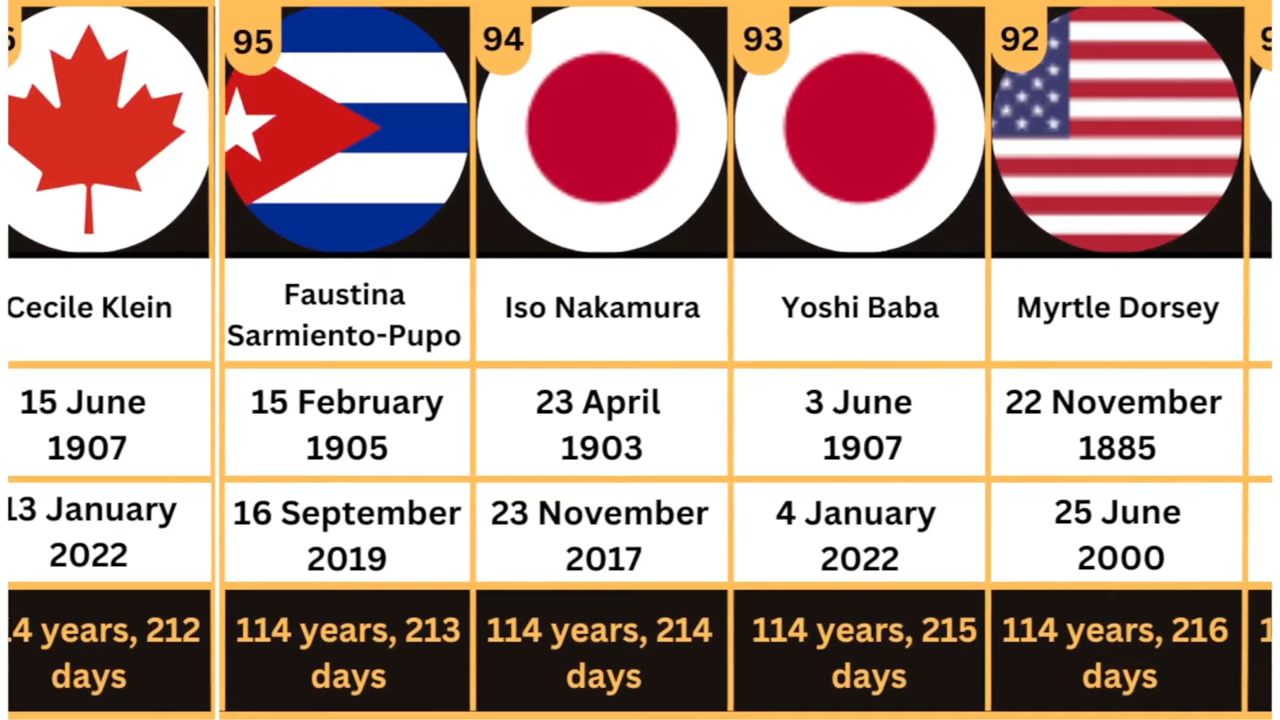 Cecile Klein
15 June
1907
13 January
2022
4 years, 212
days
95
Faustina
Sarmiento-Pupo
15 February
1905
16 September
2019
114 years, 213
days
94
Iso Nakamura
23 April
1903
23 November
2017
114 years, 214
days
93
Yoshi Baba
3 June
1907
4 January
2022
114 years, 215
days
92
Myrtle Dorsey
22 November
1885
25 June
2000
114 years, 216
days